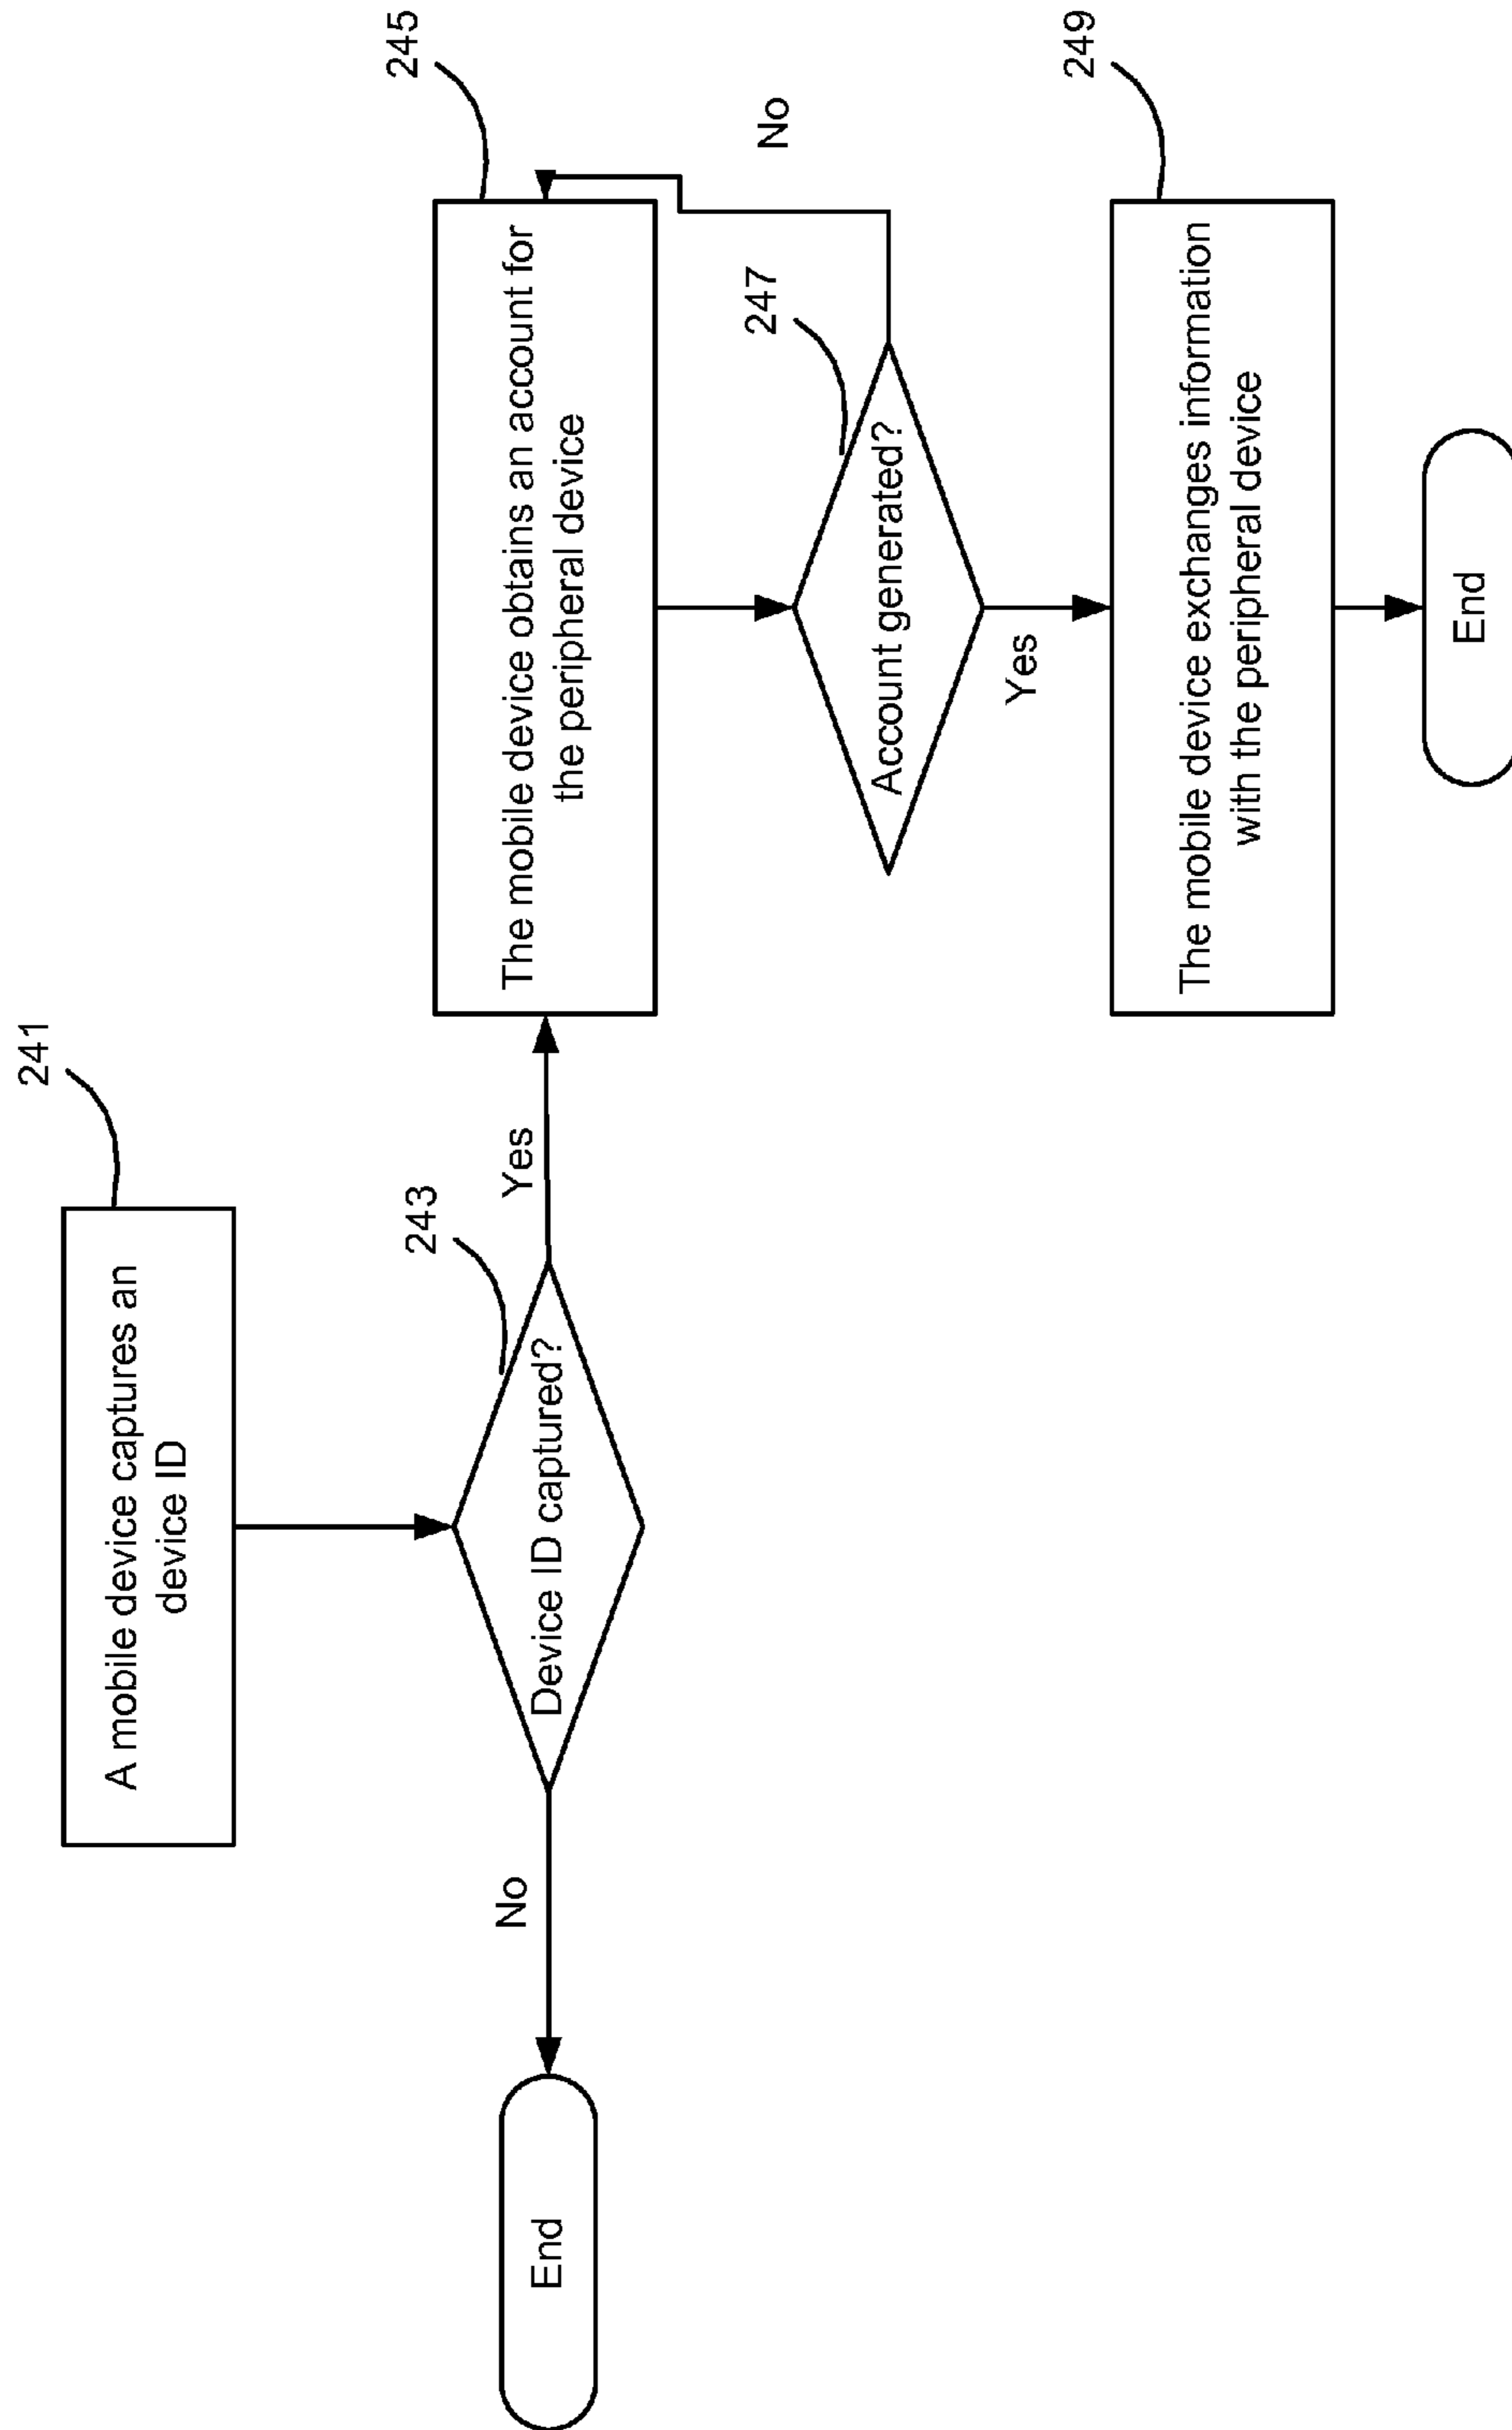 241
A mobile device captures an
device ID
243
Device ID captured?
No
Yes
End
245
The mobile device obtains an account for
the peripheral device
247
Account generated?
No
Yes
249
The mobile device exchanges information
with the peripheral device
End